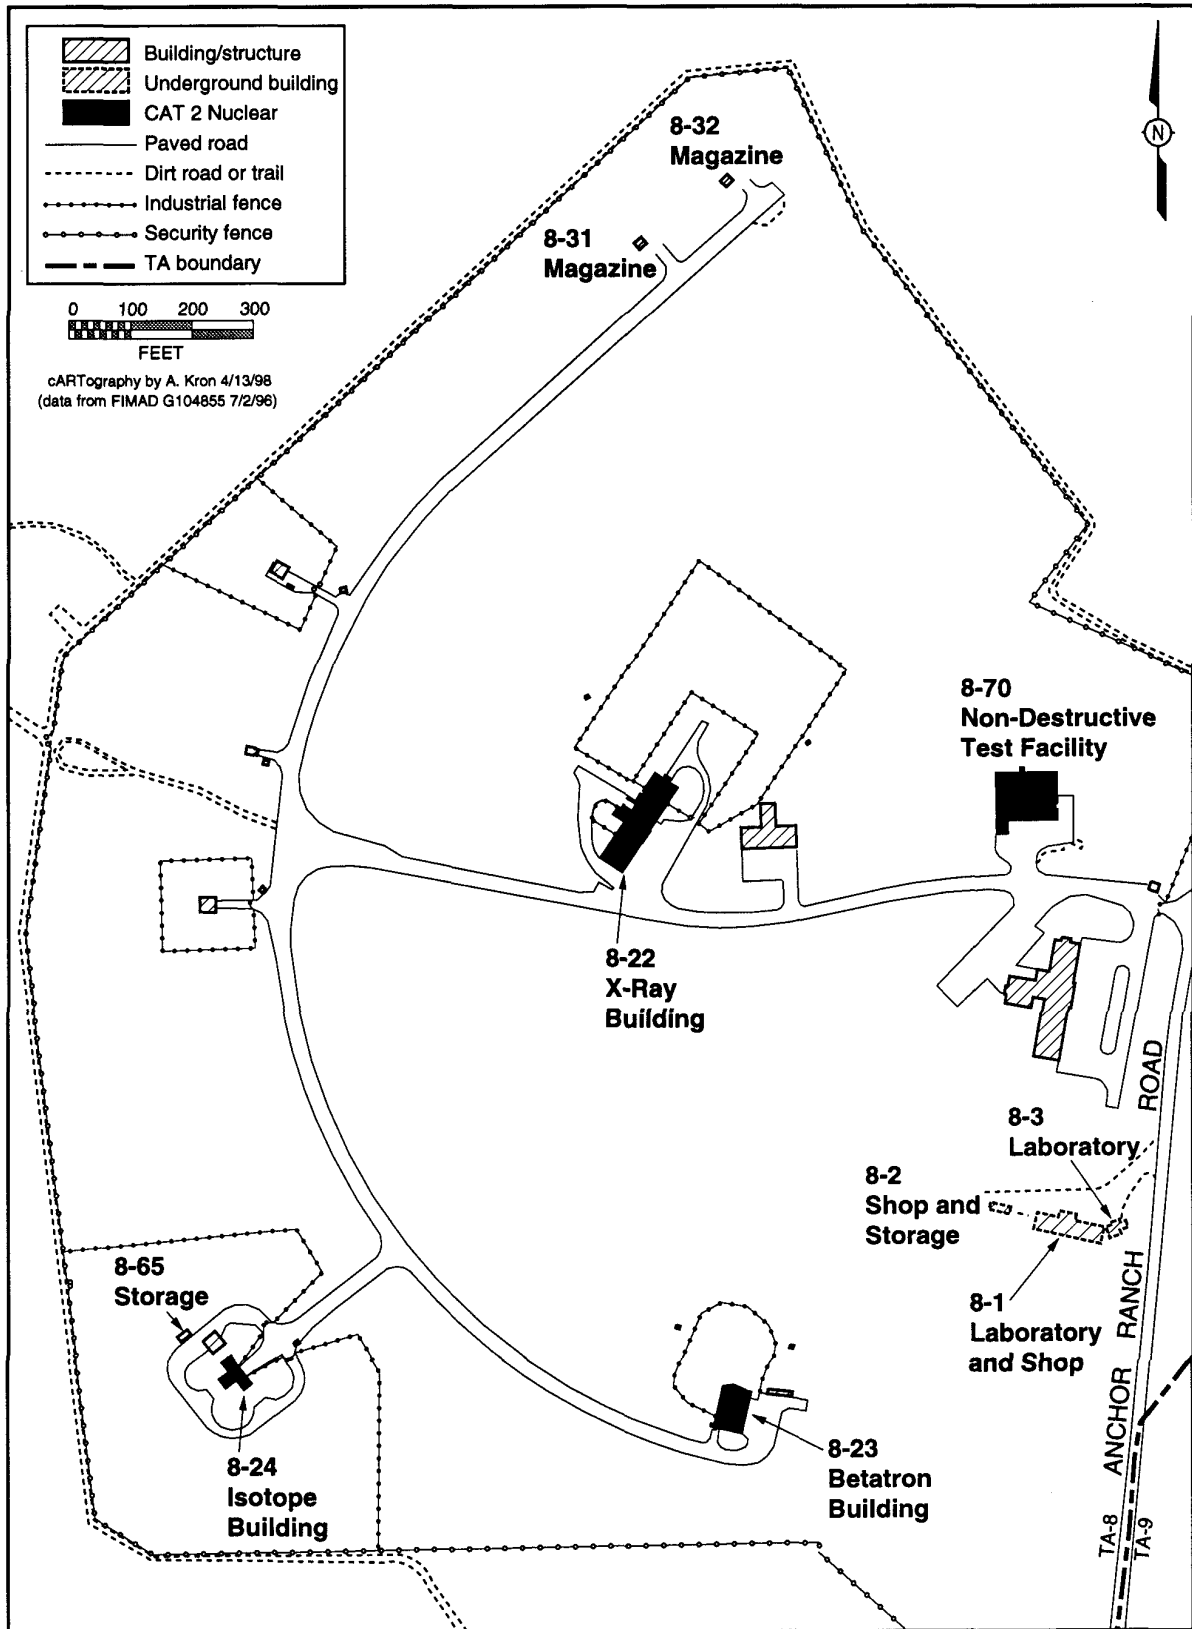 Building/structure
Underground building
CAT 2 Nuclear
Paved road
Dirt road or trail
Industrial fence
Security fence
TA boundary
0 100 200 300
FEET
cARTography by A. Kron 4/13/98
(data from FIMAD G104855 7/2/96)
N
8-32
Magazine
8-31
Magazine
8-70
Non-Destructive
Test Facility
8-22
X-Ray
Building
8-3
Laboratory
8-2
Shop and
Storage
8-1
Laboratory
and Shop
ANCHOR RANCH ROAD
8-65
Storage
8-24
Isotope
Building
8-23
Betatron
Building
TA-8
TA-9